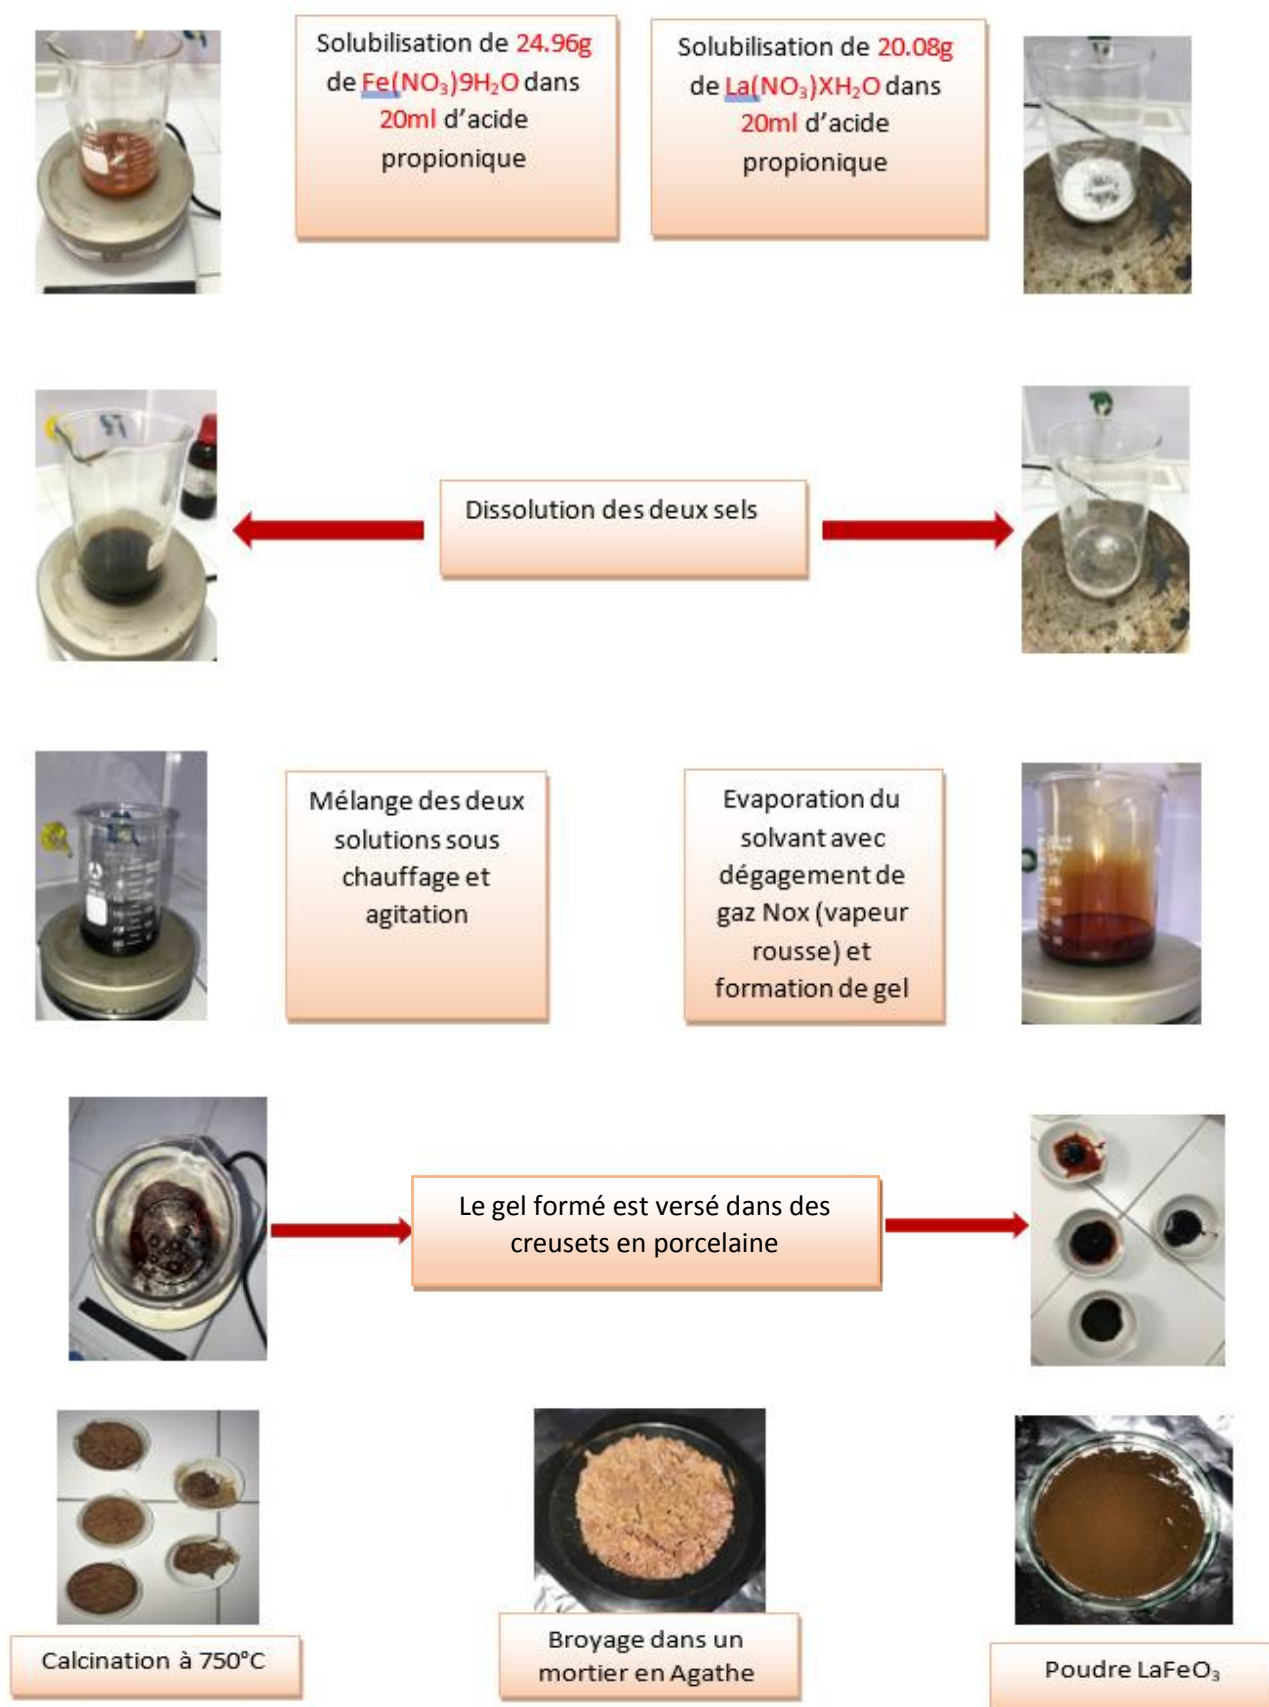 Solubilisation de 24.96g
de Fe(NO₃)9H₂O dans
20ml d’acide
propionique
Solubilisation de 20.08g
de La(NO₃)XH₂O dans
20ml d’acide
propionique
Dissolution des deux sels
Mélange des deux
solutions sous
chauffage et
agitation
Evaporation du
solvant avec
dégagement de
gaz Nox (vapeur
rousse) et
formation de gel
Le gel formé est versé dans des
creusets en porcelaine
Calcination à 750°C
Broyage dans un
mortier en Agathe
Poudre LaFeO₃